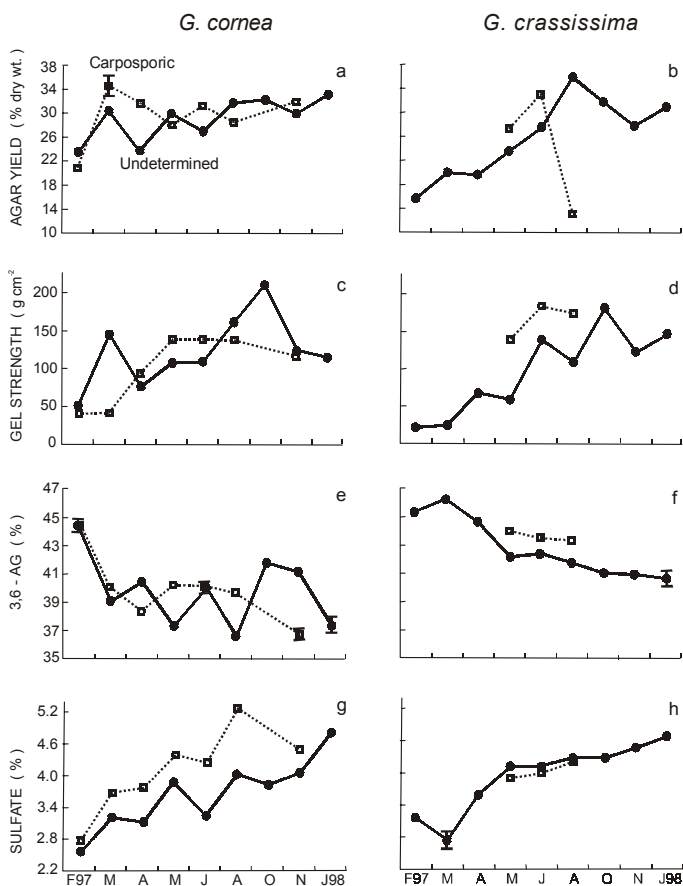 G. cornea
G. crassissima
AGAR YIELD ( % dry wt. )
38
34
30
26
22
18
14
10
Carposporic
Undetermined
a
b
GEL STRENGTH ( g cm-2
200
150
100
50
0
c
d
3,6 - AG ( % )
47
45
43
41
39
37
35
e
f
SULFATE ( % )
5.2
4.6
4.0
3.4
2.8
2.2
g
h
F97 M A M J A O N J98
F97 M A M J A O N J98